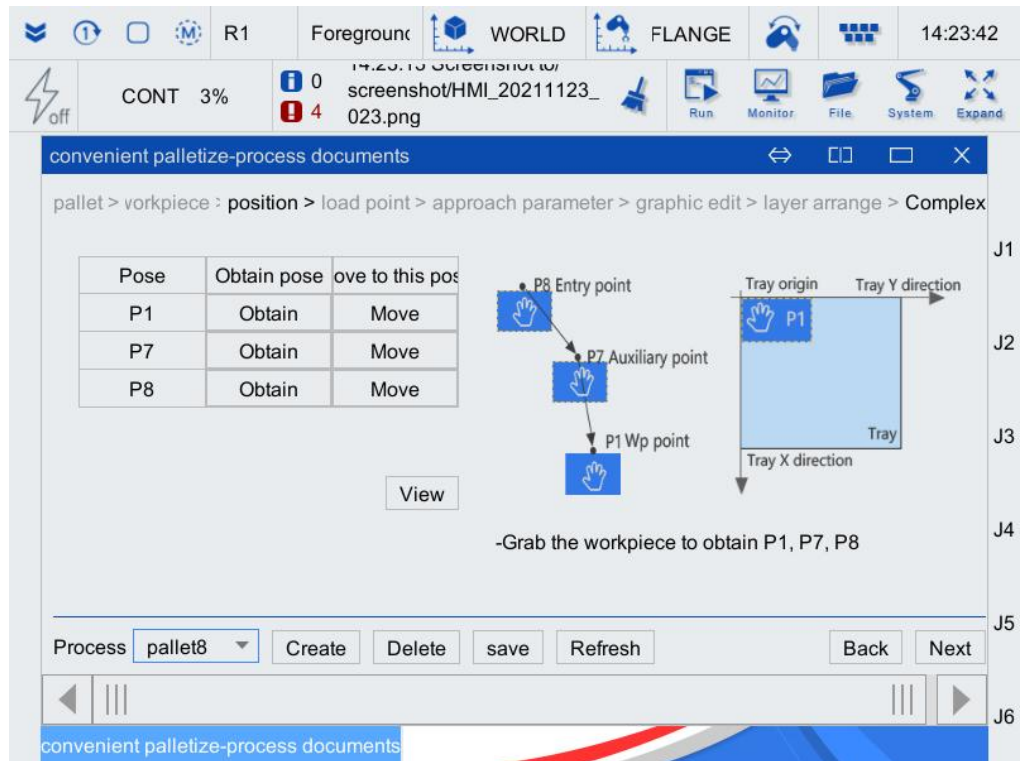 R1 Foreground WORLD FLANGE 14:23:42
off CONT 3% 0 4
screenshot/HMI_20211123_
023.png
Run Monitor File System Expand
convenient palletize-process documents
pallet > workpiece > position > load point > approach parameter > graphic edit > layer arrange > Complex
Pose Obtain pose ove to this pos
P1 Obtain Move
P7 Obtain Move
P8 Obtain Move
View
P8 Entry point
P7 Auxiliary point
P1 Wp point
Tray origin Tray Y direction
P1
Tray
Tray X direction
-Grab the workpiece to obtain P1, P7, P8
J1
J2
J3
J4
J5
J6
Process pallet8 Create Delete save Refresh Back Next
convenient palletize-process documents